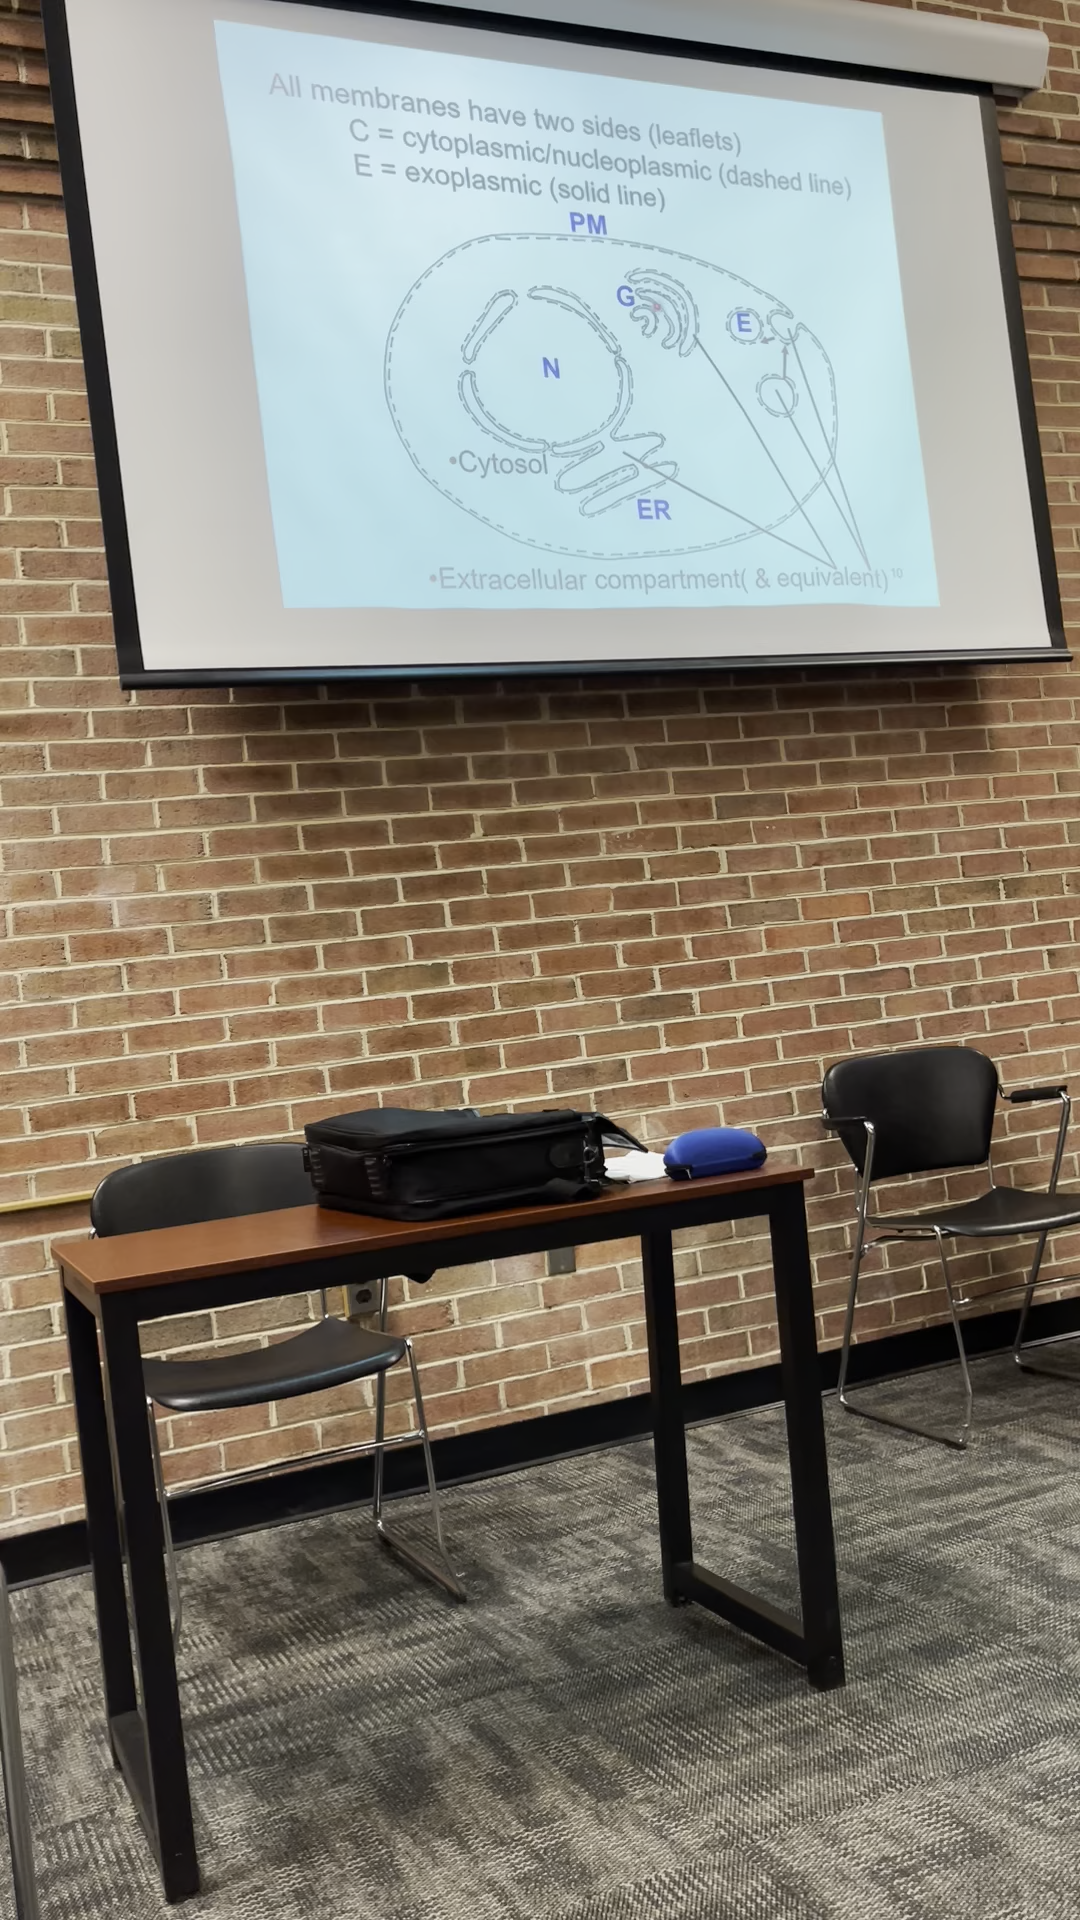 All membranes have two sides (leaflets)
C = cytoplasmic/nucleoplasmic (dashed line)
E = exoplasmic (solid line)
PM
G
E
N
•Cytosol
ER
•Extracellular compartment( & equivalent)
10